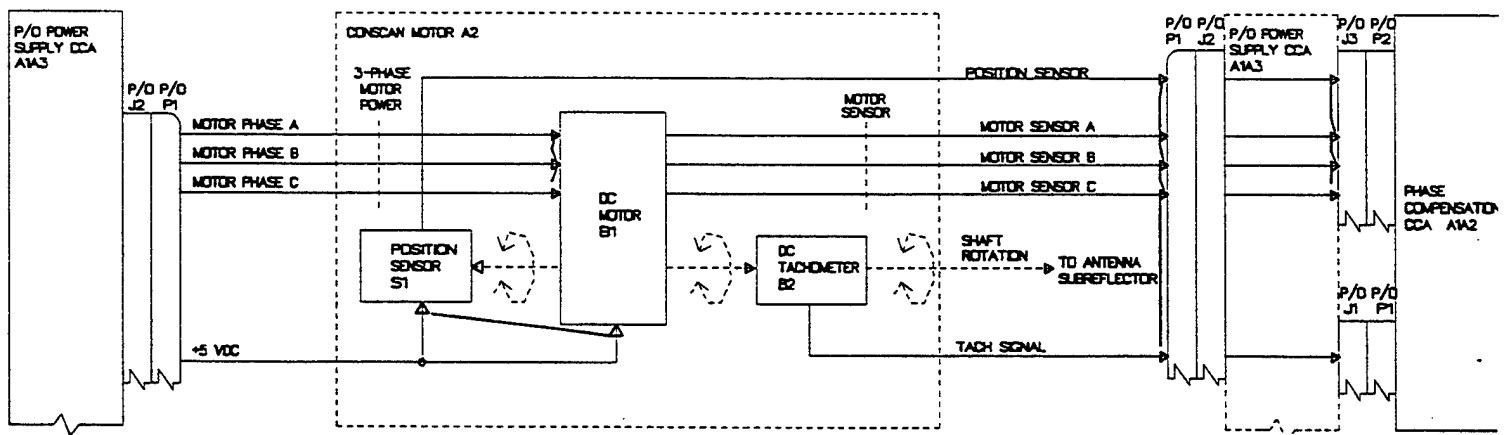 P/O POWER
SUPPLY CCA
A1A3
P/O
J2
P/O
P1
MOTOR PHASE A
MOTOR PHASE B
MOTOR PHASE C
+5 VDC
CONSCAN MOTOR A2
3-PHASE
MOTOR
POWER
POSITION
SENSOR
S1
DC
MOTOR
B1
DC
TACHOMETER
B2
MOTOR
SENSOR
POSITION SENSOR
MOTOR SENSOR A
MOTOR SENSOR B
MOTOR SENSOR C
SHAFT
ROTATION
TO ANTENNA
SUBREFLECTOR
TACH SIGNAL
P/O
P1
P/O
J2
P/O POWER
SUPPLY CCA
A1A3
P/O
J3
P/O
P2
P/O
J1
P/O
P1
PHASE
COMPENSATION
CCA A1A2